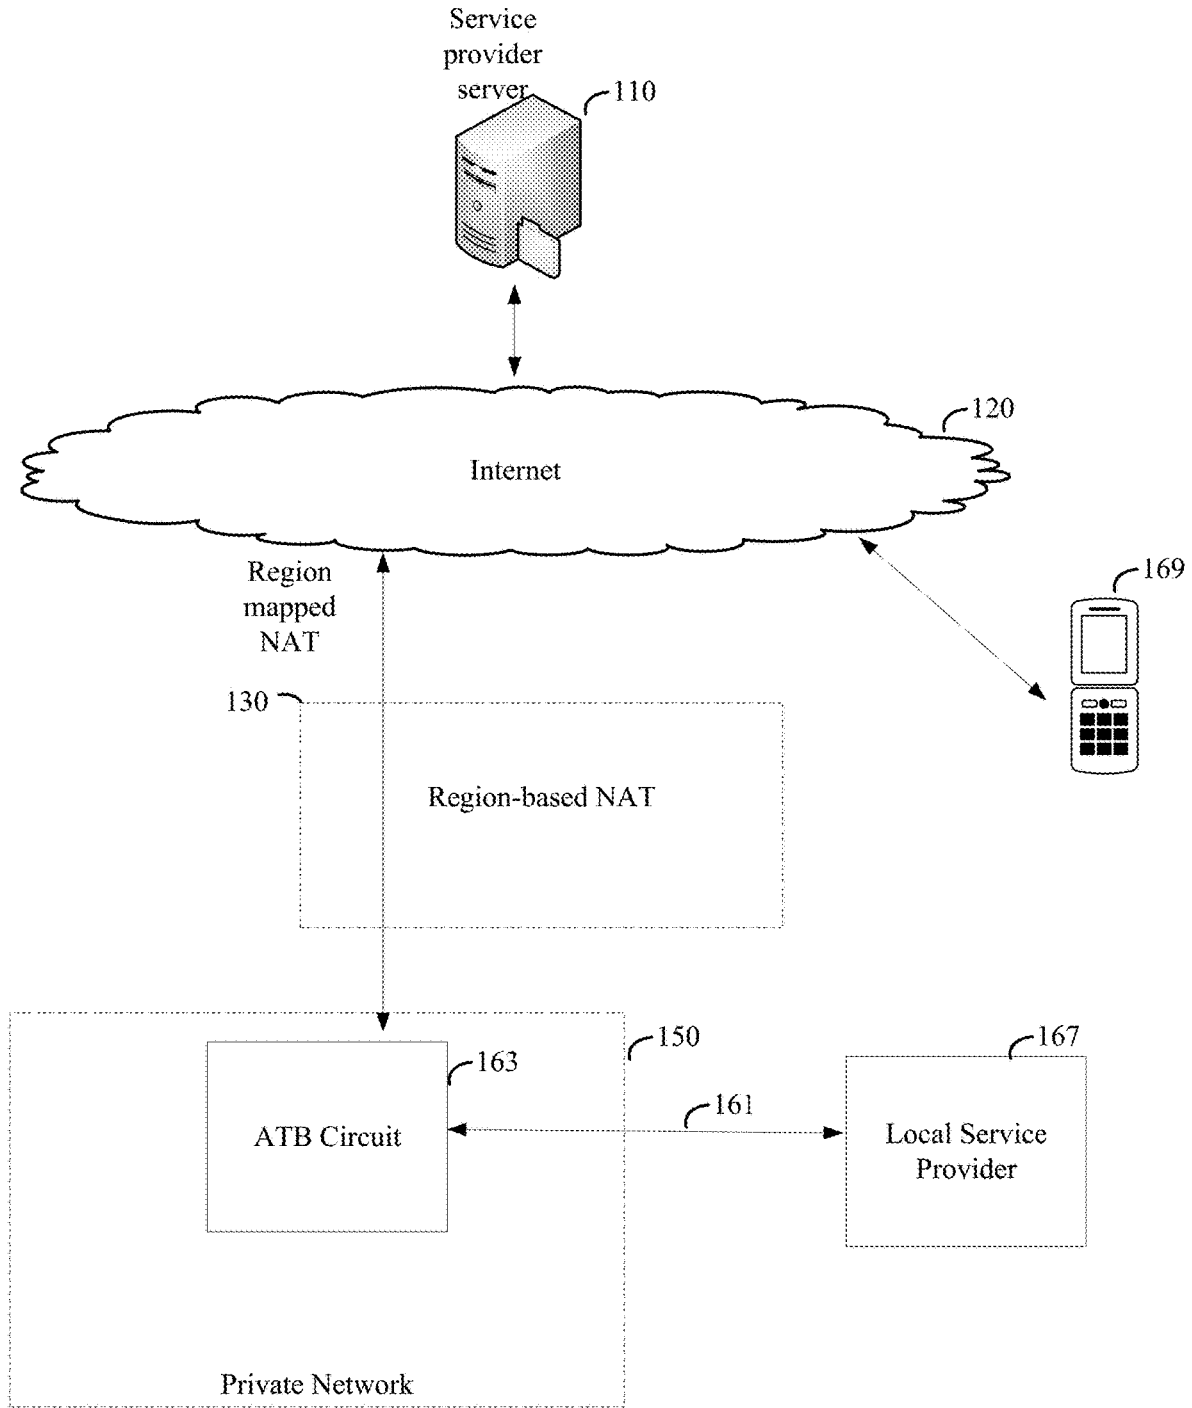 Service
provider
server
110
120
Internet
Region
mapped
NAT
169
130
Region-based NAT
150
163
167
161
ATB Circuit
Local Service
Provider
Private Network